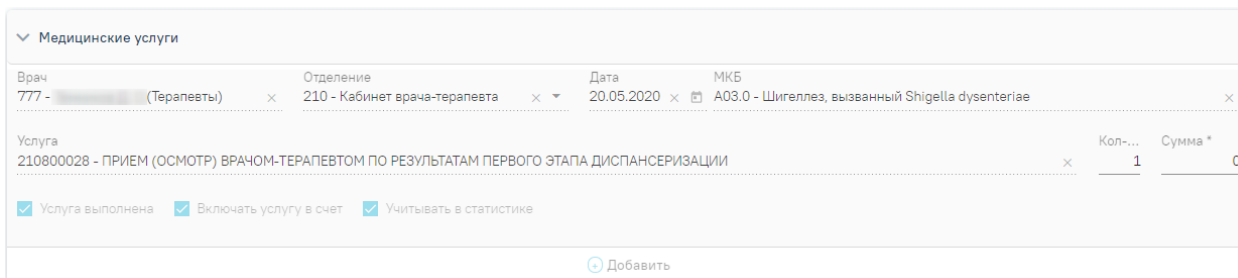 Медицинские услуги
Врач Отделение Дата МКБ
777 - (Терапевты) 210 - Кабинет врача-терапевта 20.05.2020 A03.0 - Шигеллез, вызванный Shigella dysenteriae
Услуга Кол-... Сумма *
210800028 - ПРИЕМ (ОСМОТР) ВРАЧОМ-ТЕРАПЕВТОМ ПО РЕЗУЛЬТАТАМ ПЕРВОГО ЭТАПА ДИСПАНСЕРИЗАЦИИ 1 0
Услуга выполнена Включать услугу в счет Учитывать в статистике
Добавить